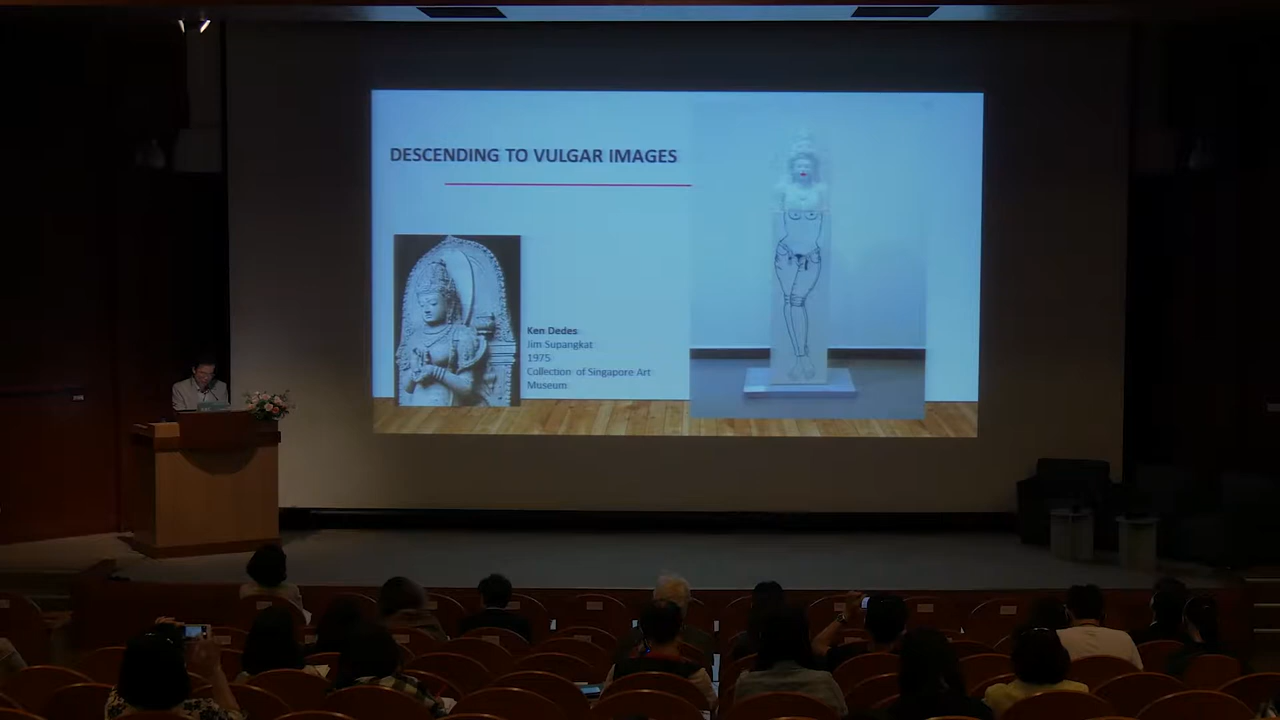 DESCENDING TO VULGAR IMAGES
Ken Dedes
Jim Supangkat
1975
Collection of Singapore Art
Museum